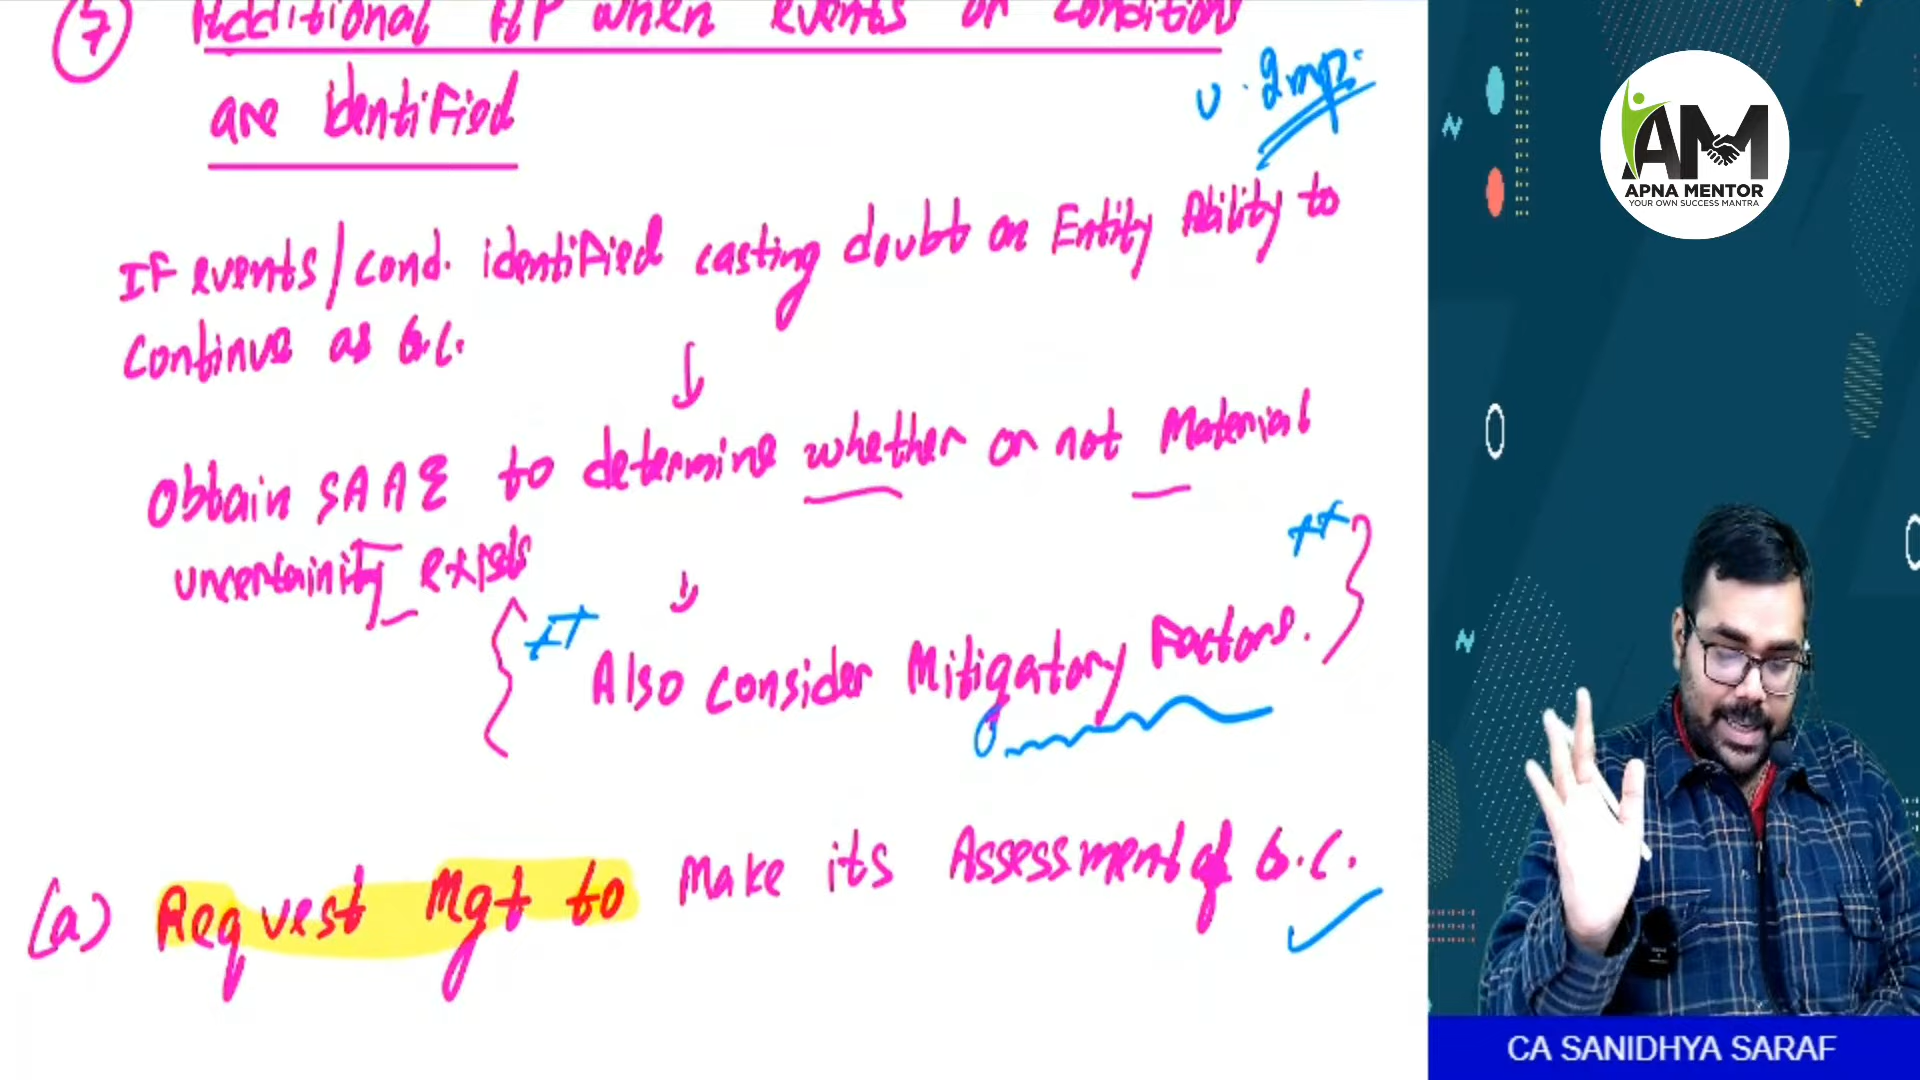 7 Additional AP when events or conditions
are identified
v. Imp.
IF events/cond. identified casting doubt on Entity Ability to
continue as G.C.
Obtain SAAE to determine whether or not Material
uncertainity exists
Also consider Mitigatory Factors.
(a) Request Mgt to Make its Assessment of G.C.
AM
APNA MENTOR
YOUR OWN SUCCESS MANTRA
CA SANIDHYA SARAF